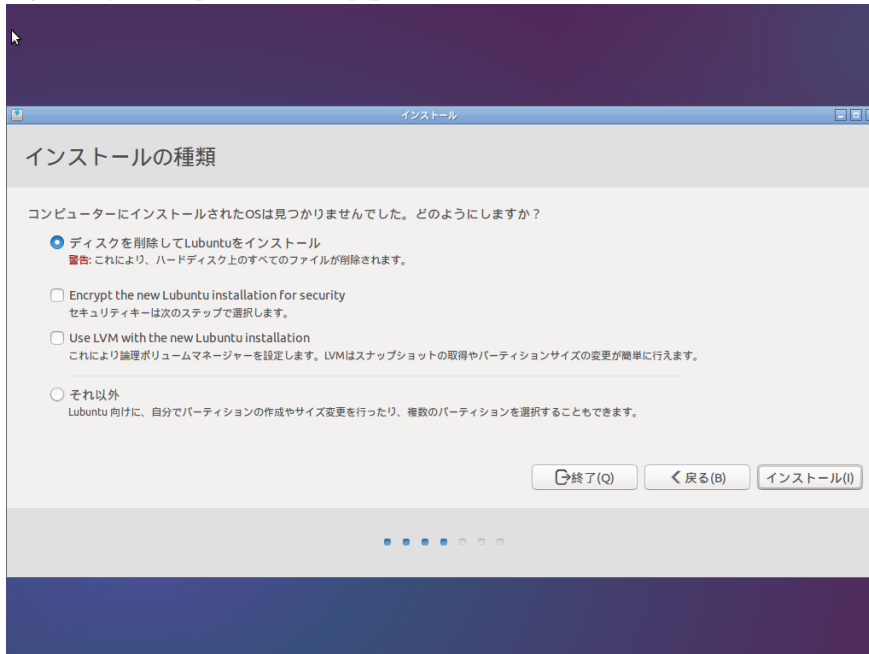 インストール
インストールの種類
コンピューターにインストールされたOSは見つかりませんでした。どのようにしますか？
ディスクを削除してLubuntuをインストール
警告: これにより、ハードディスク上のすべてのファイルが削除されます。
Encrypt the new Lubuntu installation for security
セキュリティキーは次のステップで選択します。
Use LVM with the new Lubuntu installation
これにより論理ボリュームマネージャーを設定します。LVMはスナップショットの取得やパーティションサイズの変更が簡単に行えます。
それ以外
Lubuntu 向けに、自分でパーティションの作成やサイズ変更を行ったり、複数のパーティションを選択することもできます。
終了(Q) 戻る(B) インストール(I)